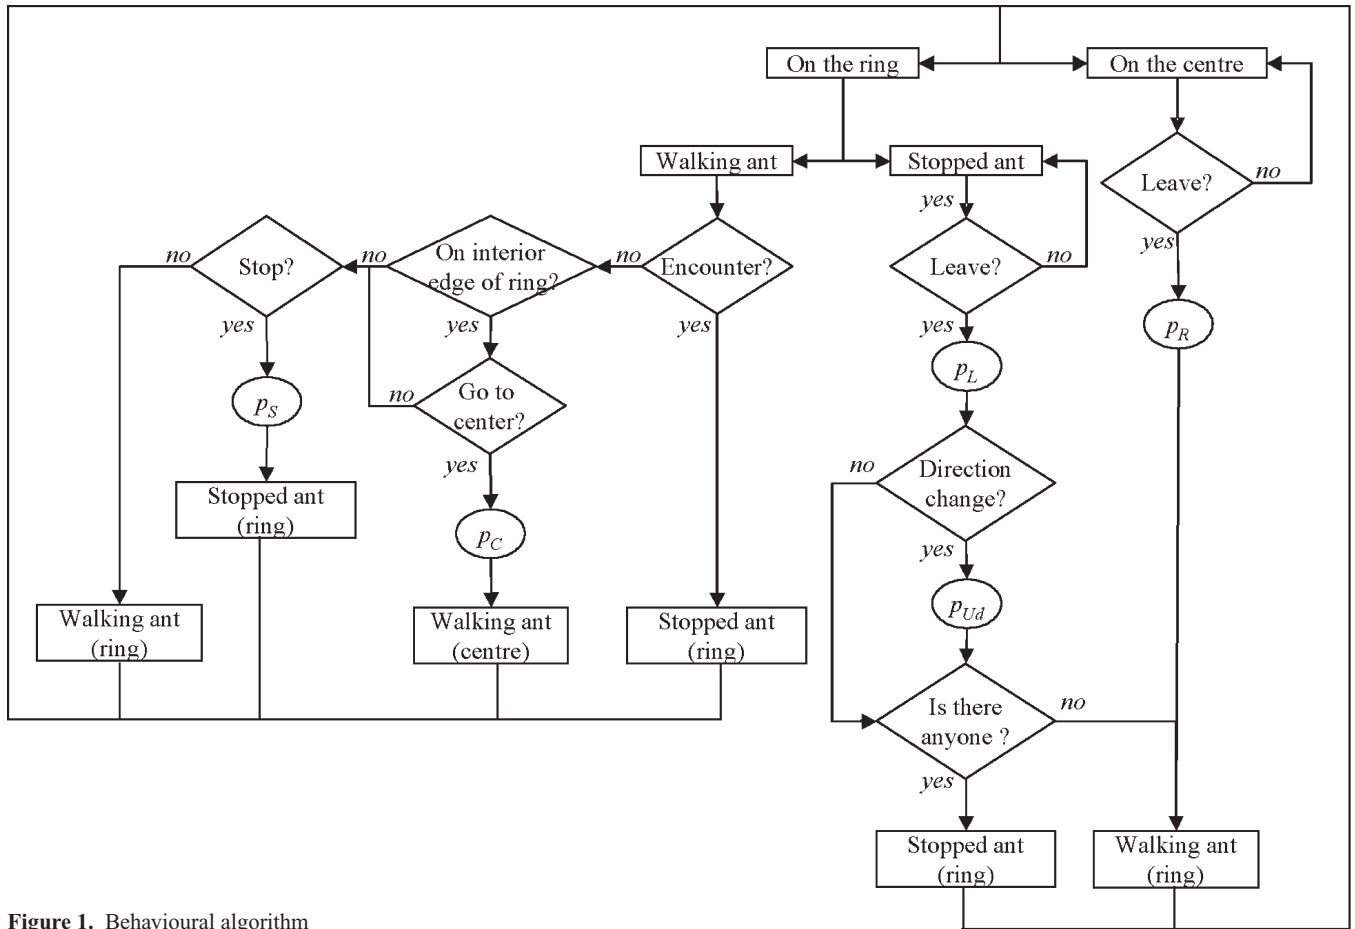 On the ring
On the centre
Walking ant
Stopped ant
Leave?
no
yes
yes
Stop?
no
On interior
edge of ring?
no
Encounter?
no
Leave?
no
yes
yes
yes
yes
p_R
p_L
p_S
Go to
center?
no
yes
Direction
change?
no
yes
Stopped ant
(ring)
p_C
p_Ud
Walking ant
(ring)
Walking ant
(centre)
Stopped ant
(ring)
Is there
anyone ?
no
yes
Stopped ant
(ring)
Walking ant
(ring)
Figure 1. Behavioural algorithm